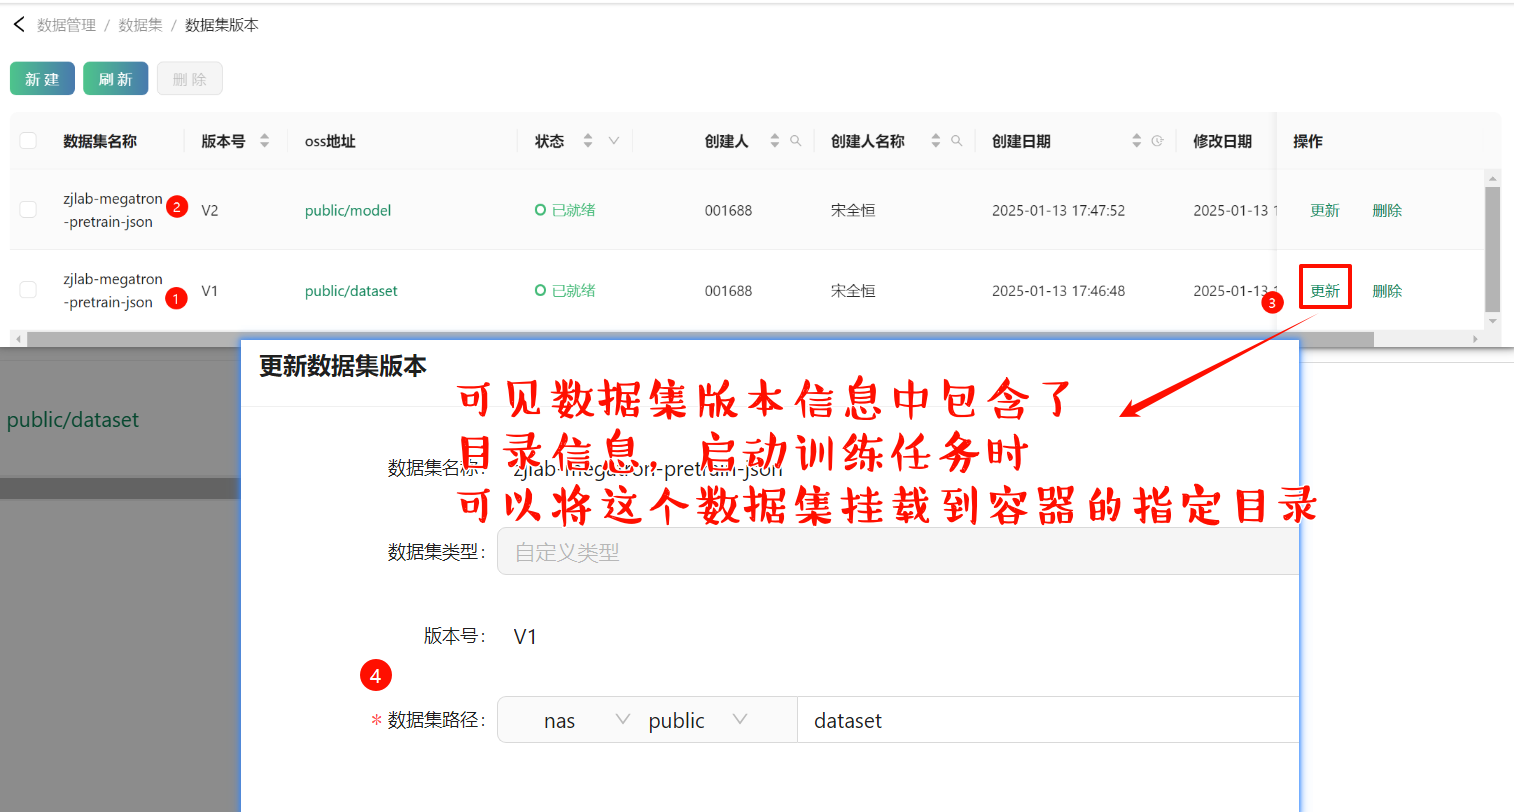 数据管理 / 数据集 / 数据集版本
新 建 刷 新 删 除
数据集名称 版本号 oss地址 状态 创建人 创建人名称 创建日期 修改日期 操作
zjlab-megatron
-pretrain-json 2 V2 public/model 已就绪 001688 宋全恒 2025-01-13 17:47:52 2025-01-13 1 更新 删除
zjlab-megatron
-pretrain-json 1 V1 public/dataset 已就绪 001688 宋全恒 2025-01-13 17:46:48 2025-01-13 1 3 更新 删除
public/dataset
更新数据集版本
可见数据集版本信息中包含了
目录信息，启动训练任务时
可以将这个数据集挂载到容器的指定目录
数据集名称: zjlab-megatron-pretrain-json
数据集类型: 自定义类型
版本号: V1
4
* 数据集路径: nas public dataset